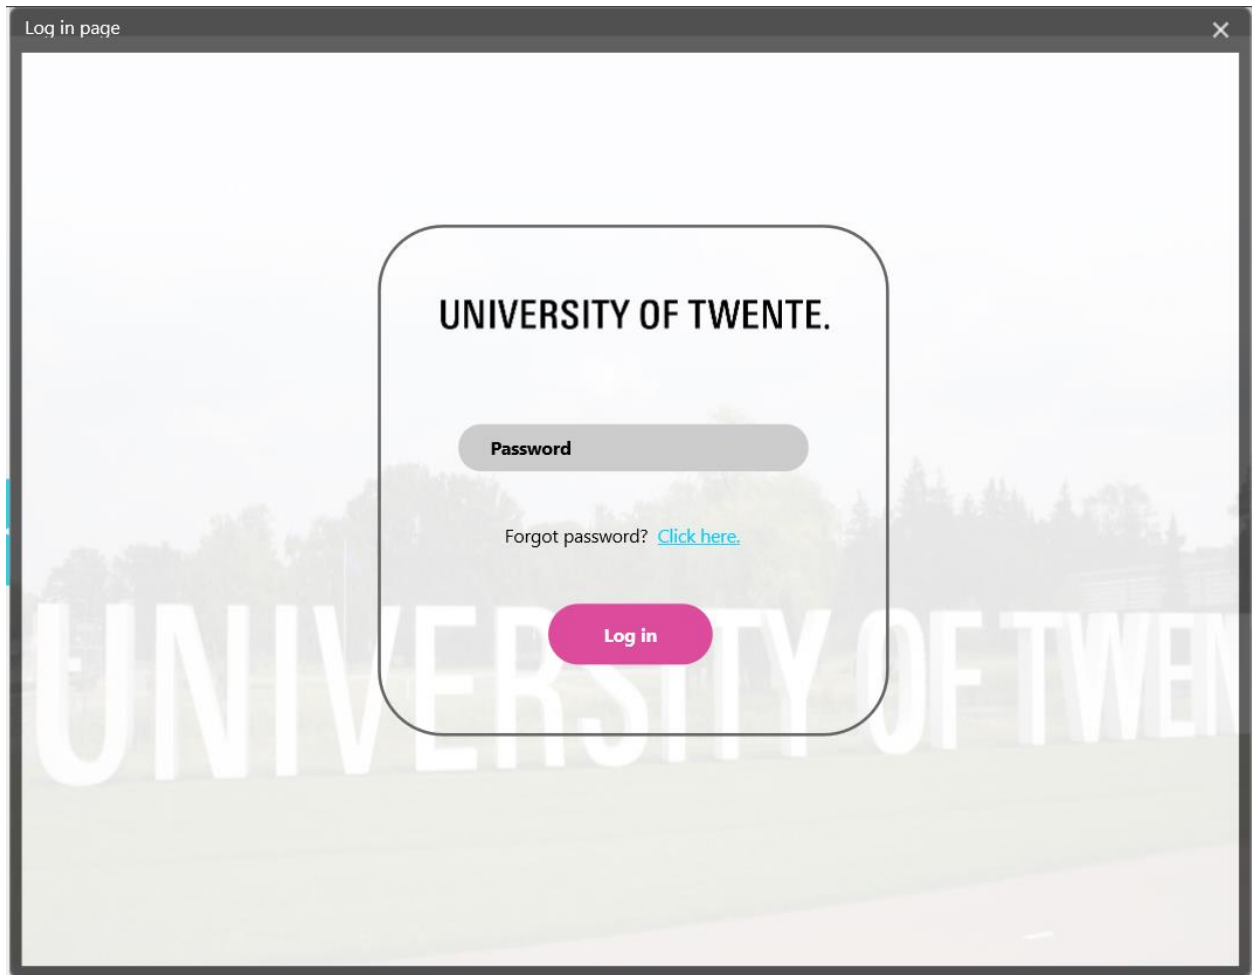 Log in page
UNIVERSITY OF TWENTE.
Password
Forgot password? Click here.
Log in
UNIVERSITY OF TWEN